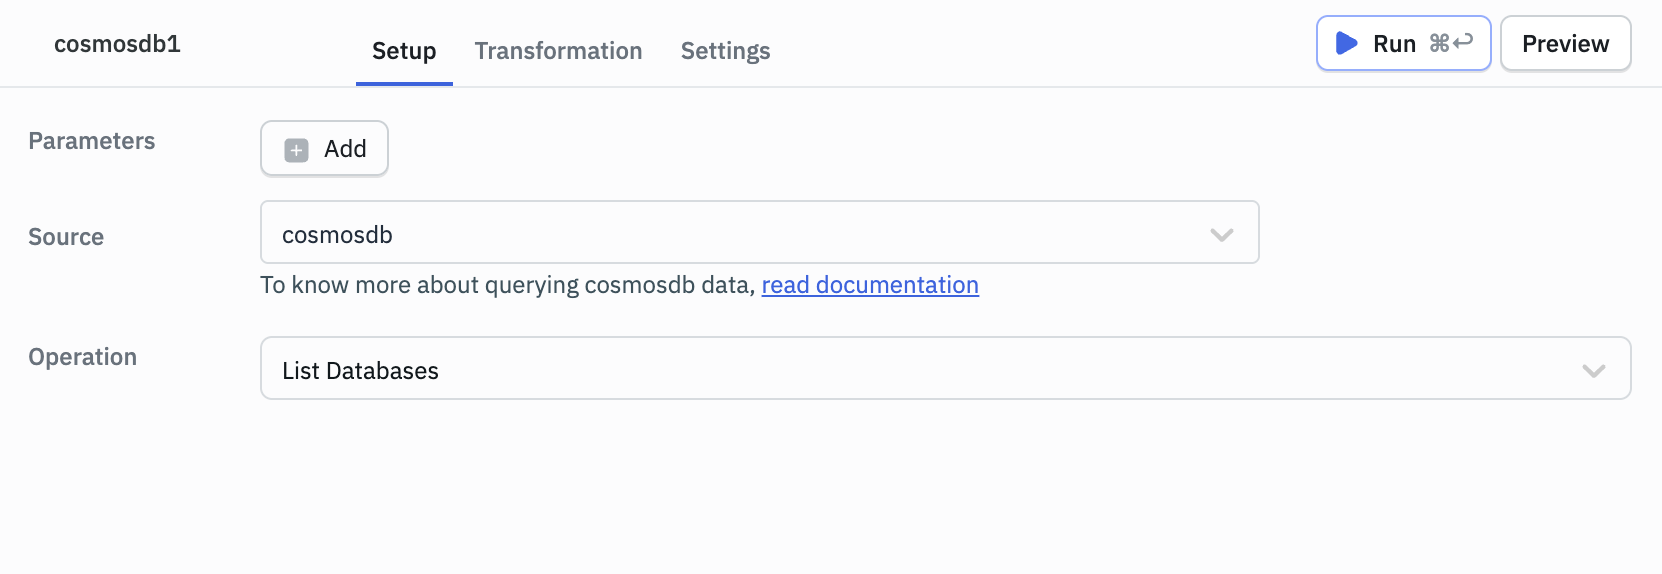 cosmosdb1
Setup Transformation Settings
Run ⌘↩ Preview
Parameters
Add
Source
cosmosdb
To know more about querying cosmosdb data, read documentation
Operation
List Databases